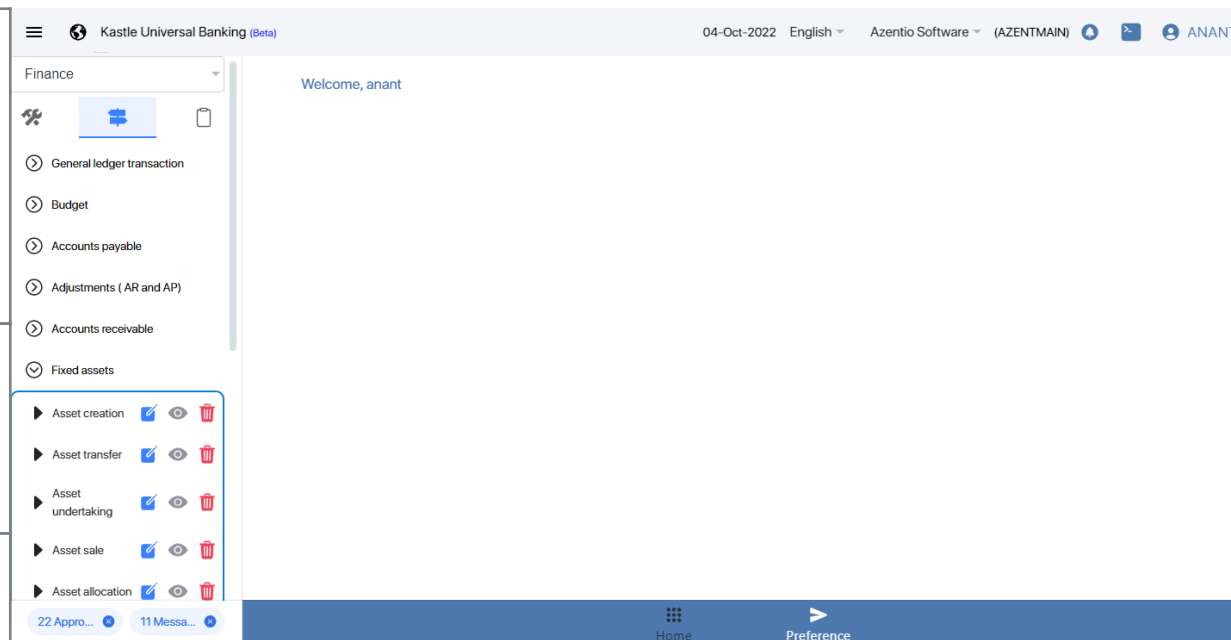 Kastle Universal Banking (Beta)
04-Oct-2022 English Azentio Software (AZENTMAIN) ANANT
Finance
Welcome, anant
General ledger transaction
Budget
Accounts payable
Adjustments ( AR and AP)
Accounts receivable
Fixed assets
Asset creation
Asset transfer
Asset
undertaking
Asset sale
Asset allocation
22 Appro... 11 Messa...
Home Preference